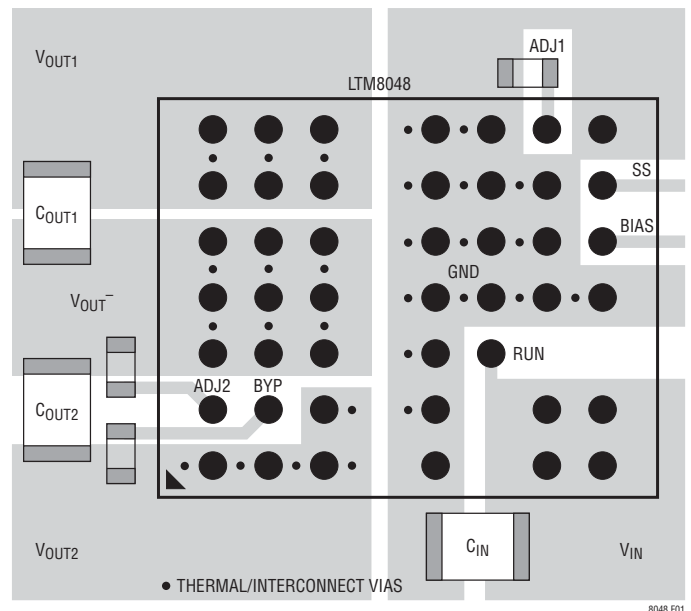 ADJ1
VOUT1
LTM8048
SS
COUT1
BIAS
GND
VOUT–
RUN
ADJ2 BYP
COUT2
CIN
VOUT2
VIN
• THERMAL/INTERCONNECT VIAS
8048 F01